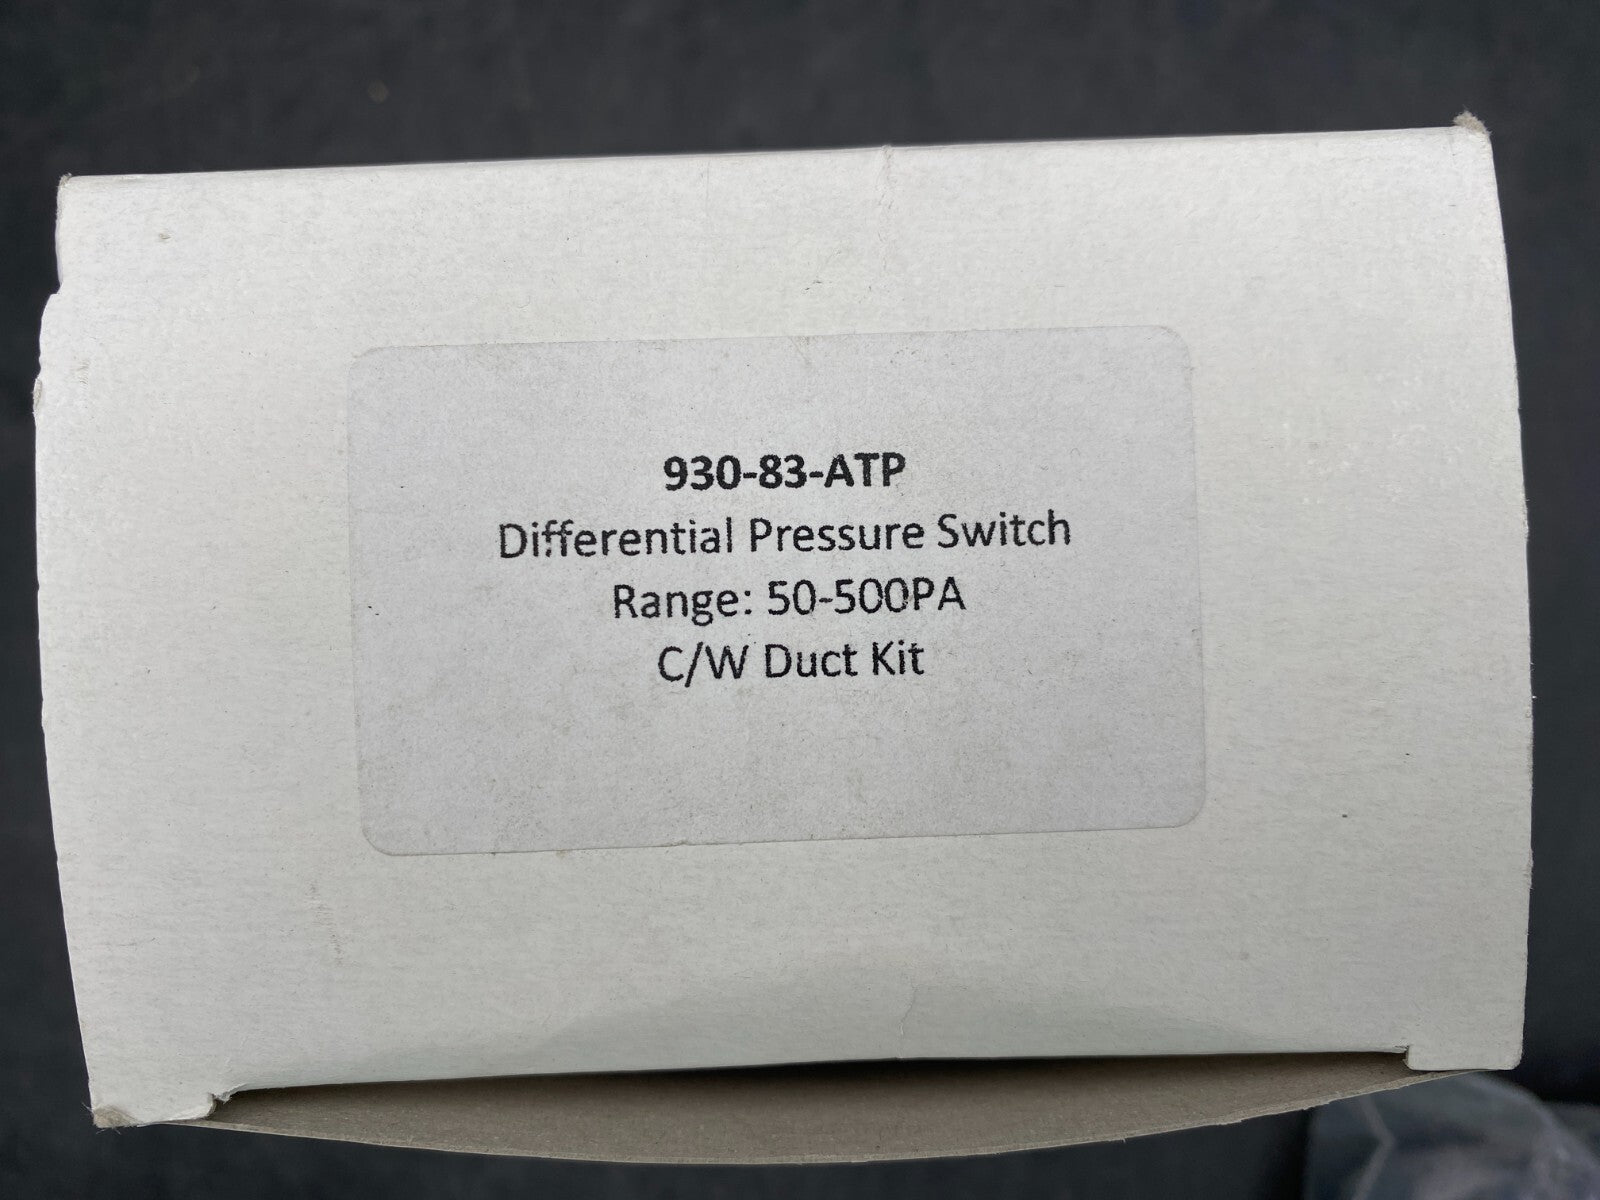 930-83-ATP
Differential Pressure Switch
Range: 50-500PA
C/W Duct Kit